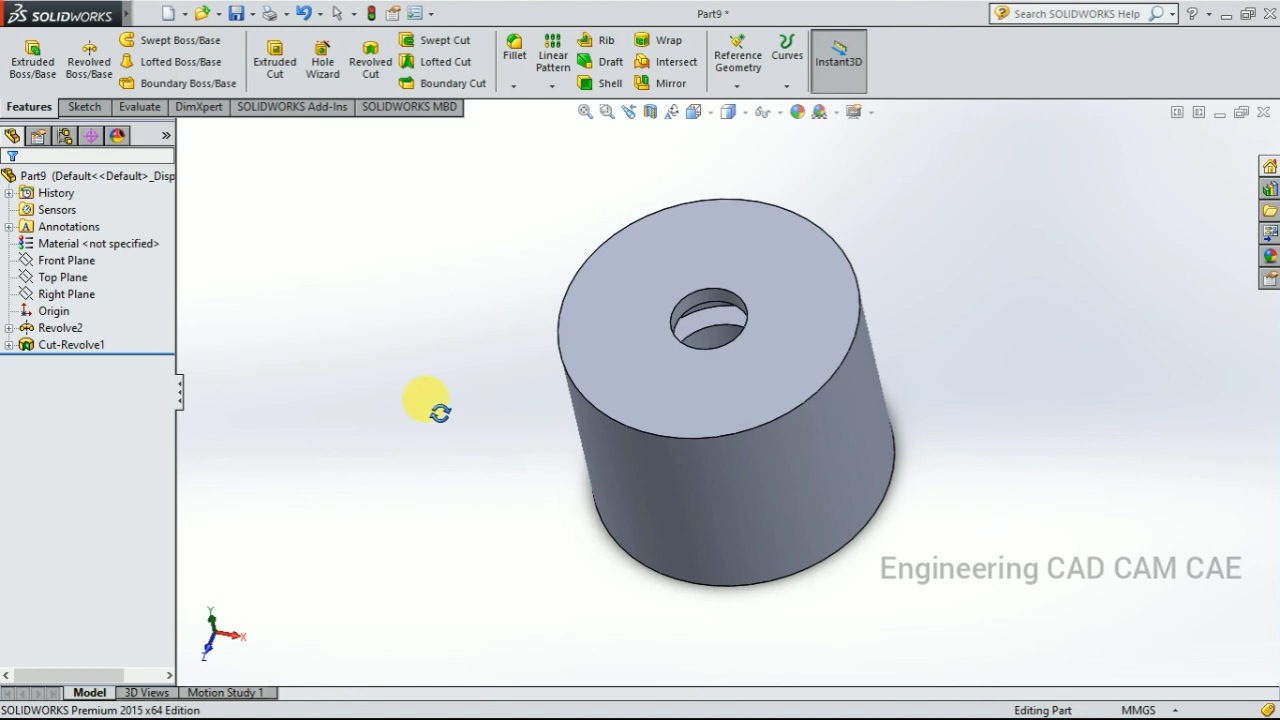 SOLIDWORKS
Part9 *
Search SOLIDWORKS Help
Extruded Boss/Base
Revolved Boss/Base
Swept Boss/Base
Lofted Boss/Base
Boundary Boss/Base
Extruded Cut
Hole Wizard
Revolved Cut
Swept Cut
Lofted Cut
Boundary Cut
Fillet
Linear Pattern
Rib
Draft
Shell
Wrap
Intersect
Mirror
Reference Geometry
Curves
Instant3D
Features
Sketch
Evaluate
DimXpert
SOLIDWORKS Add-Ins
SOLIDWORKS MBD
Part9 (Default<<Default>_Disp
History
Sensors
Annotations
Material <not specified>
Front Plane
Top Plane
Right Plane
Origin
Revolve2
Cut-Revolve1
Engineering CAD CAM CAE
Y
X
Z
Model
3D Views
Motion Study 1
SOLIDWORKS Premium 2015 x64 Edition
Editing Part
MMGS